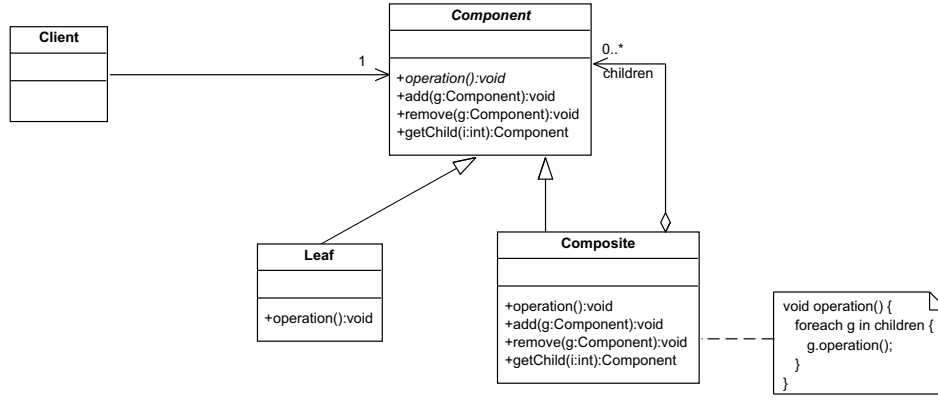 Client
1
Component
+operation():void
+add(g:Component):void
+remove(g:Component):void
+getChild(i:int):Component
0..*
children
Leaf
+operation():void
Composite
+operation():void
+add(g:Component):void
+remove(g:Component):void
+getChild(i:int):Component
void operation() {
foreach g in children {
g.operation();
}
}